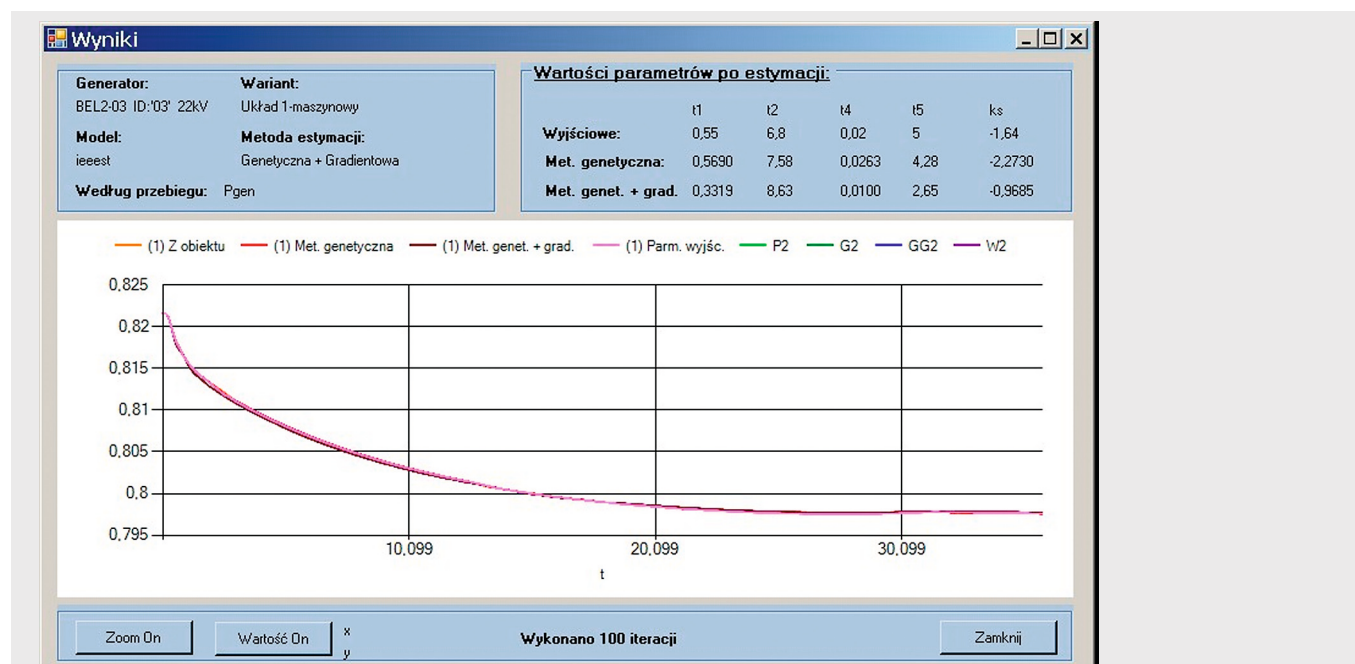 Wyniki
Generator: Wariant:
BEL2-03 ID:'03' 22kV Układ 1-maszynowy
Model: Metoda estymacji:
ieeest Genetyczna + Gradientowa
Według przebiegu: Pgen
Wartości parametrów po estymacji:
t1 t2 t4 t5 ks
Wyjściowe: 0,55 6,8 0,02 5 -1,64
Met. genetyczna: 0,5690 7,58 0,0263 4,28 -2,2730
Met. genet. + grad. 0,3319 8,63 0,0100 2,65 -0,9685
(1) Z obiektu (1) Met. genetyczna (1) Met. genet. + grad. (1) Parm. wyjśc. P2 G2 GG2 W2
0,825
0,82
0,815
0,81
0,805
0,8
0,795
10,099 20,099 30,099
t
Zoom On Wartość On x y Wykonano 100 iteracji Zamknij